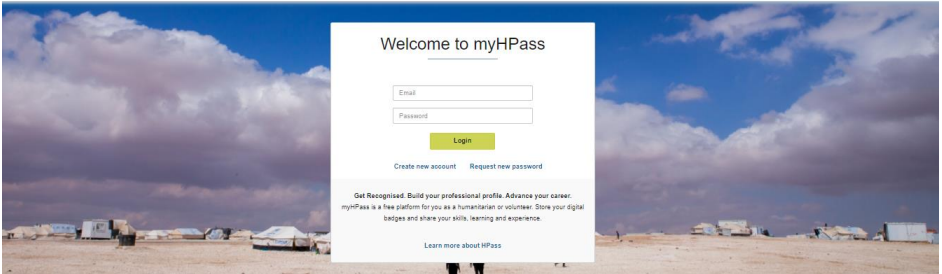 Welcome to myHPass
Email
Password
Login
Create new account Request new password
Get Recognised. Build your professional profile. Advance your career.
myHPass is a free platform for you as a humanitarian or volunteer. Store your digital
badges and share your skills, learning and experience.
Learn more about HPass